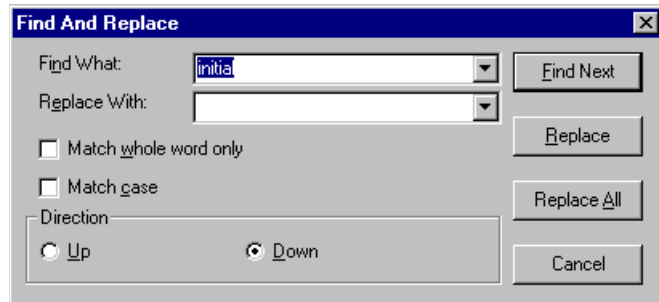 Find And Replace
Find What: initial
Find Next
Replace With:
Replace
Match whole word only
Match case
Replace All
Direction
Up Down
Cancel